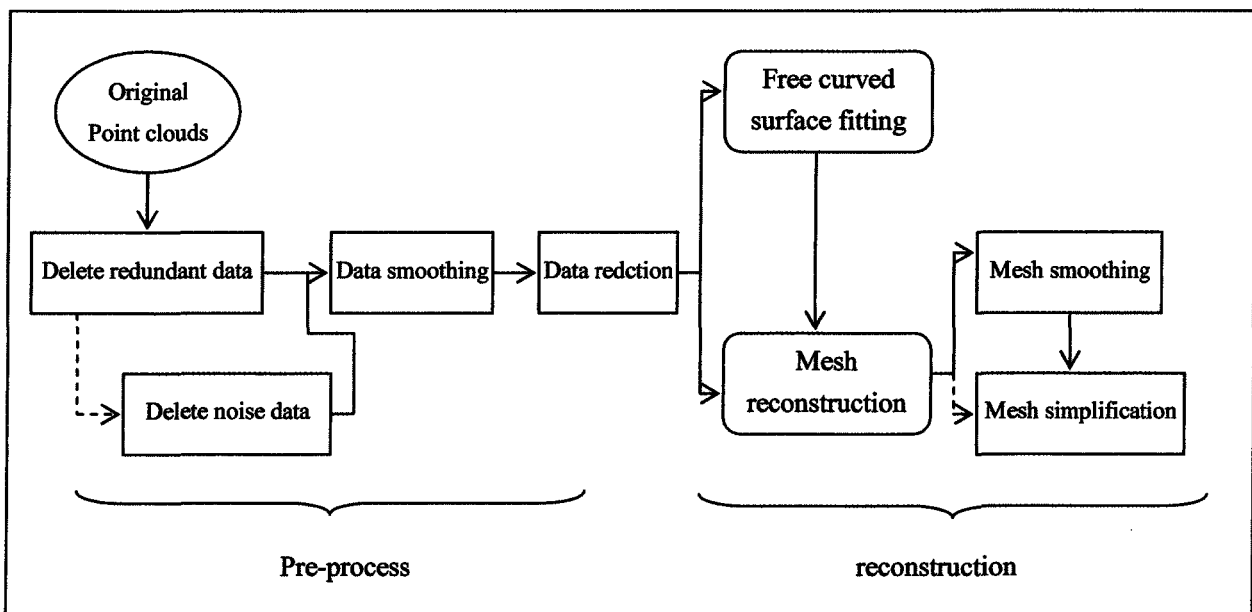 Original
Point clouds
Delete redundant data
Delete noise data
Data smoothing
Data redction
Free curved
surface fitting
Mesh
reconstruction
Mesh smoothing
Mesh simplification
Pre-process
reconstruction